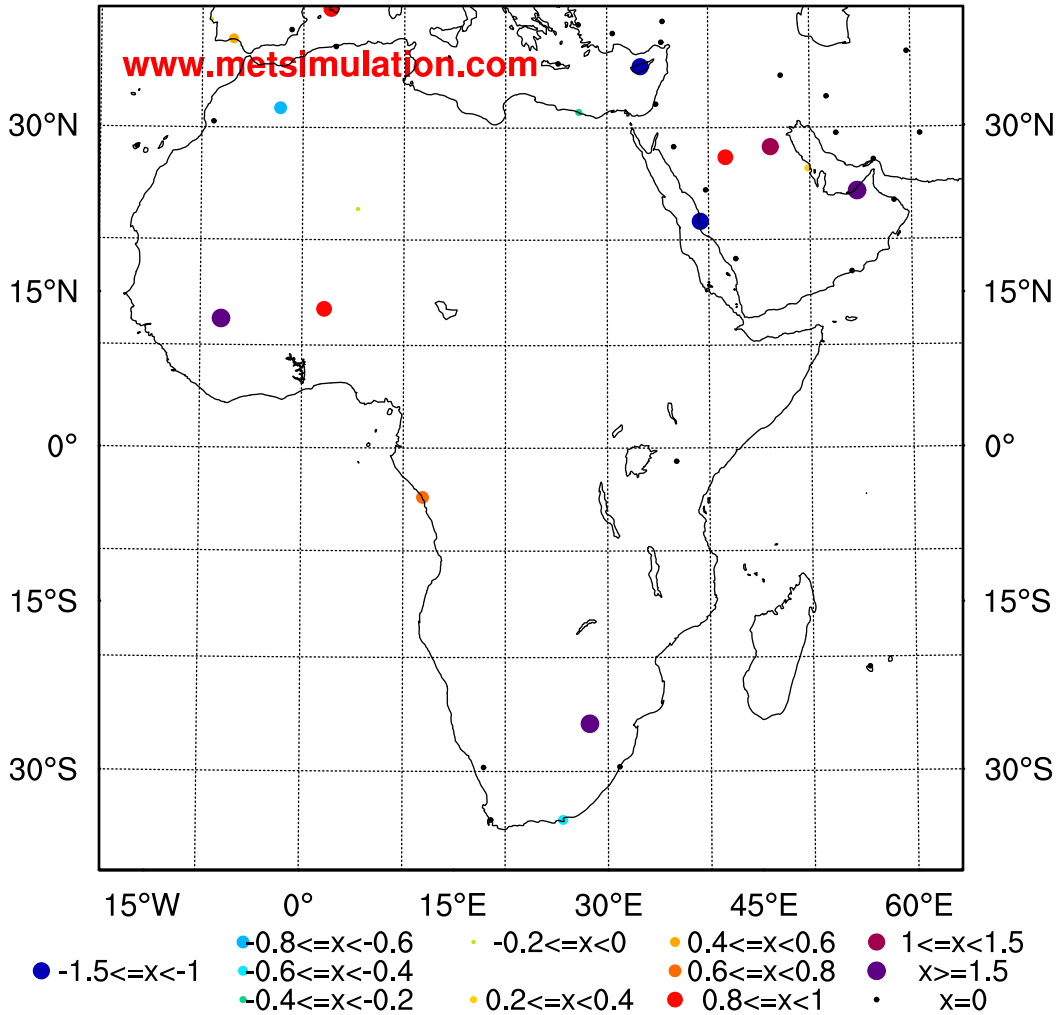 www.metsimulation.com
30°N 30°N
15°N 15°N
0° 0°
15°S 15°S
30°S 30°S
15°W 0° 15°E 30°E 45°E 60°E
-0.8<=x<-0.6 -0.2<=x<0 0.4<=x<0.6 1<=x<1.5
-1.5<=x<-1 -0.6<=x<-0.4 0.6<=x<0.8 x>=1.5
-0.4<=x<-0.2 0.2<=x<0.4 0.8<=x<1 x=0